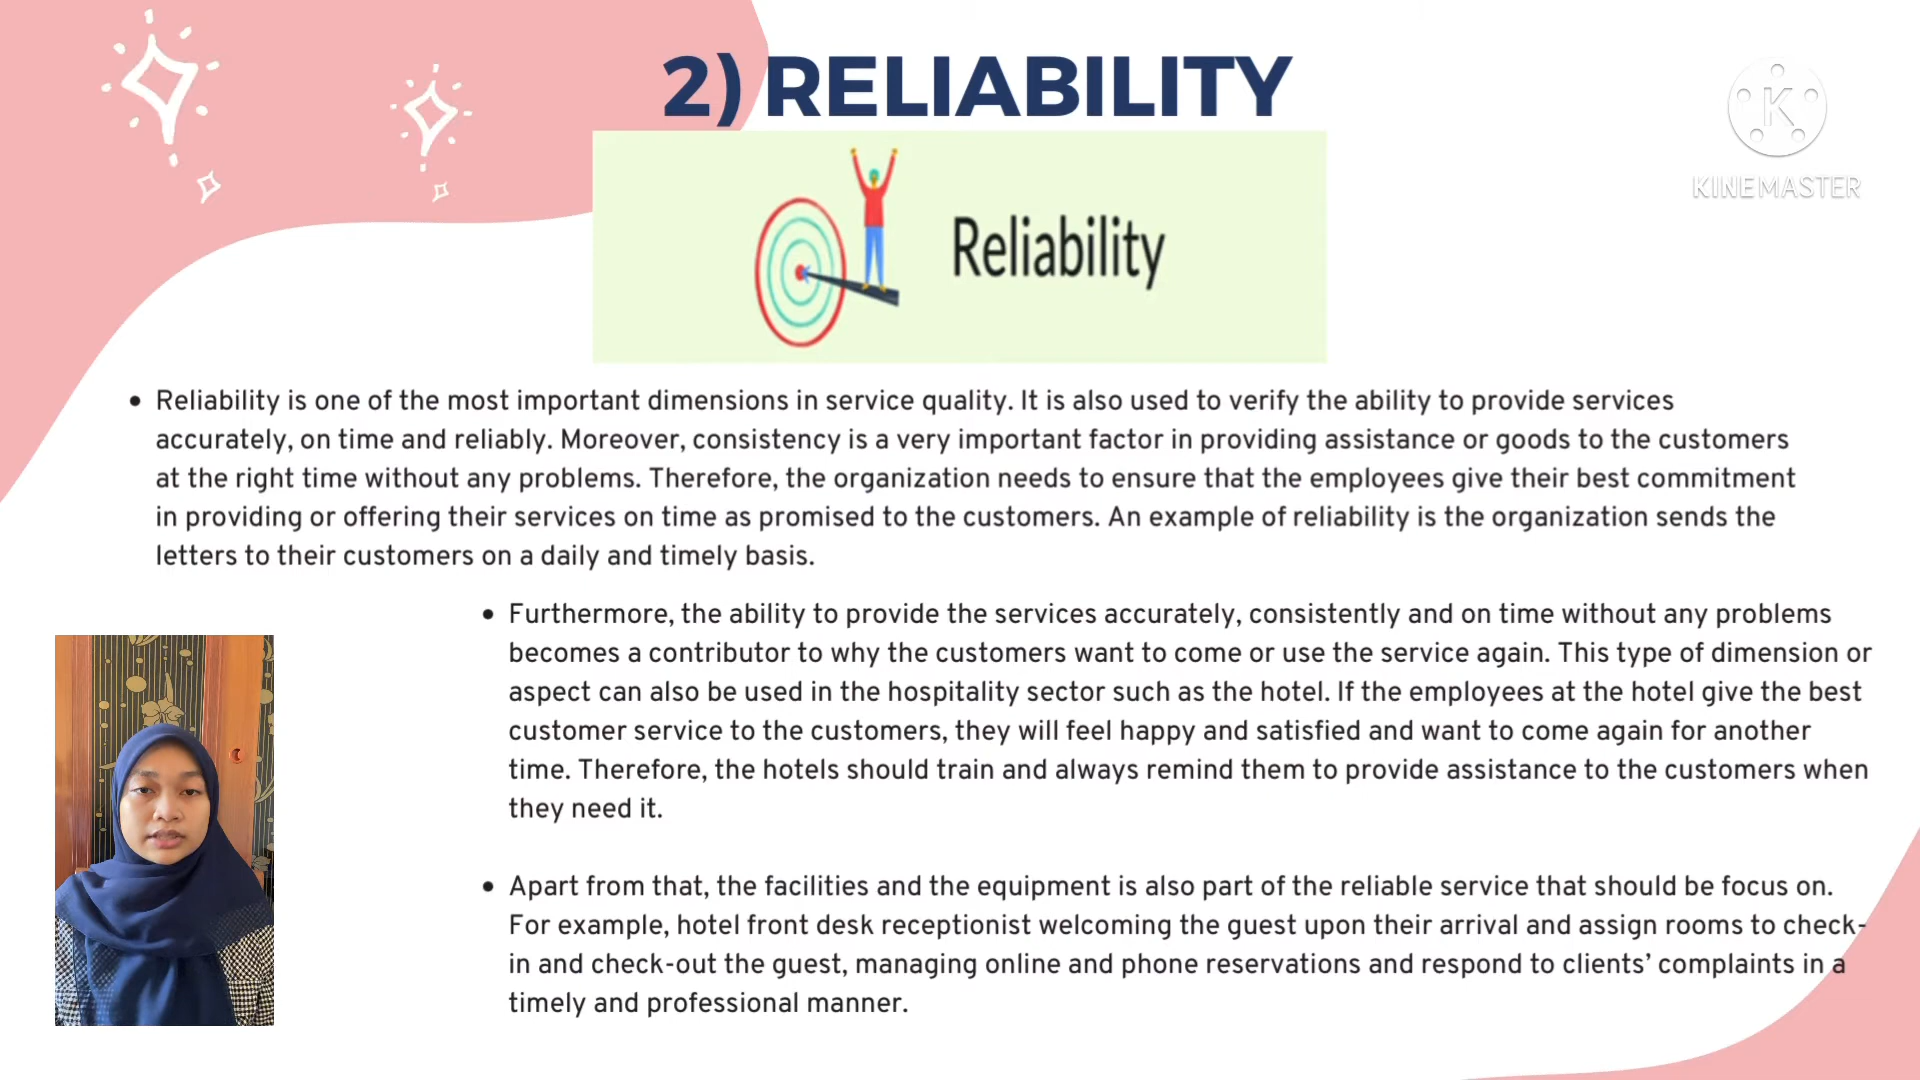 2) RELIABILITY
K
KINEMASTER
Reliability
• Reliability is one of the most important dimensions in service quality. It is also used to verify the ability to provide services
accurately, on time and reliably. Moreover, consistency is a very important factor in providing assistance or goods to the customers
at the right time without any problems. Therefore, the organization needs to ensure that the employees give their best commitment
in providing or offering their services on time as promised to the customers. An example of reliability is the organization sends the
letters to their customers on a daily and timely basis.
• Furthermore, the ability to provide the services accurately, consistently and on time without any problems
becomes a contributor to why the customers want to come or use the service again. This type of dimension or
aspect can also be used in the hospitality sector such as the hotel. If the employees at the hotel give the best
customer service to the customers, they will feel happy and satisfied and want to come again for another
time. Therefore, the hotels should train and always remind them to provide assistance to the customers when
they need it.
• Apart from that, the facilities and the equipment is also part of the reliable service that should be focus on.
For example, hotel front desk receptionist welcoming the guest upon their arrival and assign rooms to check-
in and check-out the guest, managing online and phone reservations and respond to clients’ complaints in a
timely and professional manner.